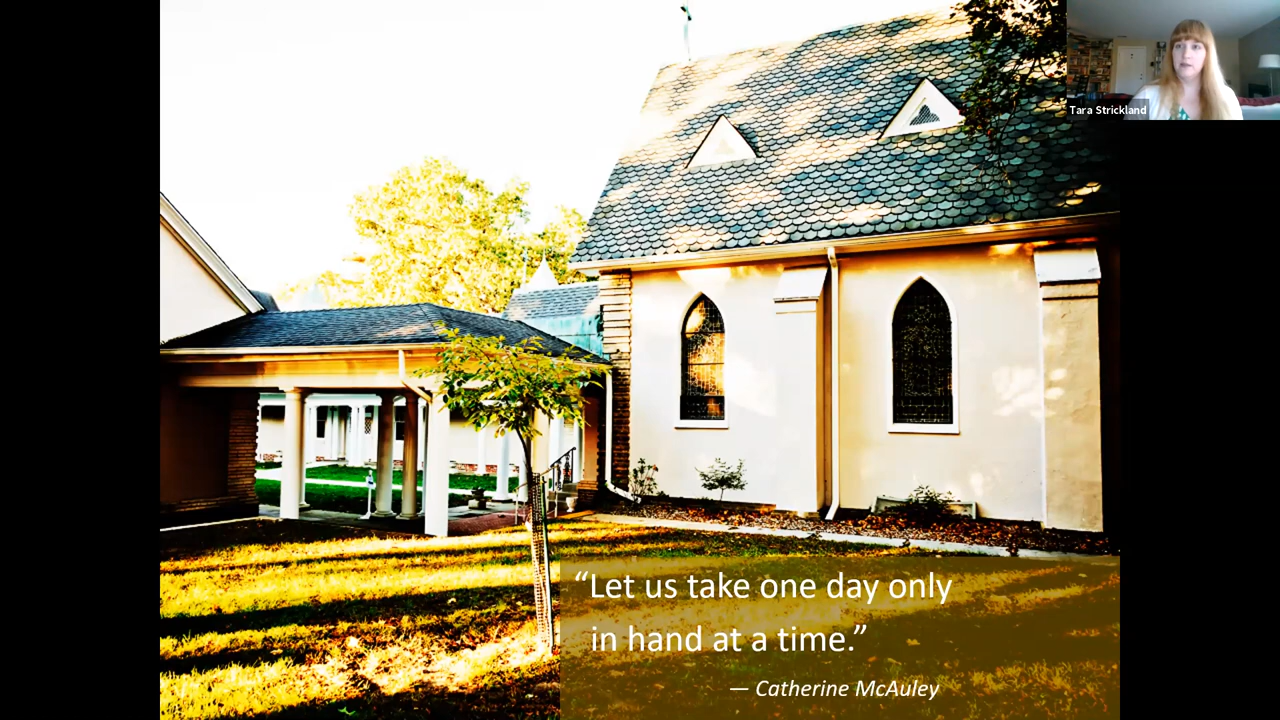 Tara Strickland
“Let us take one day only
in hand at a time.”
— Catherine McAuley